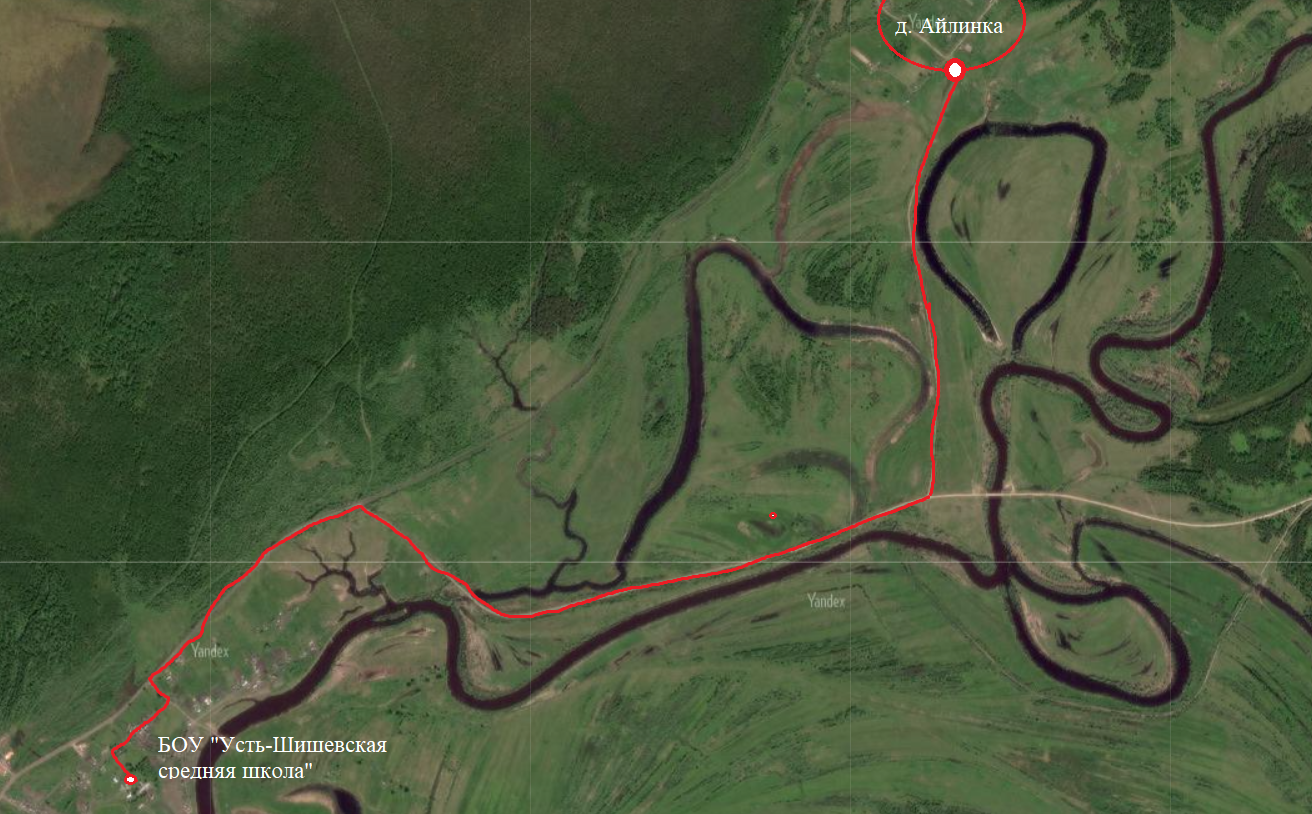 д. Айлинка
Yandex
Yandex
Yandex
БОУ "Усть-Шишевская
средняя школа"